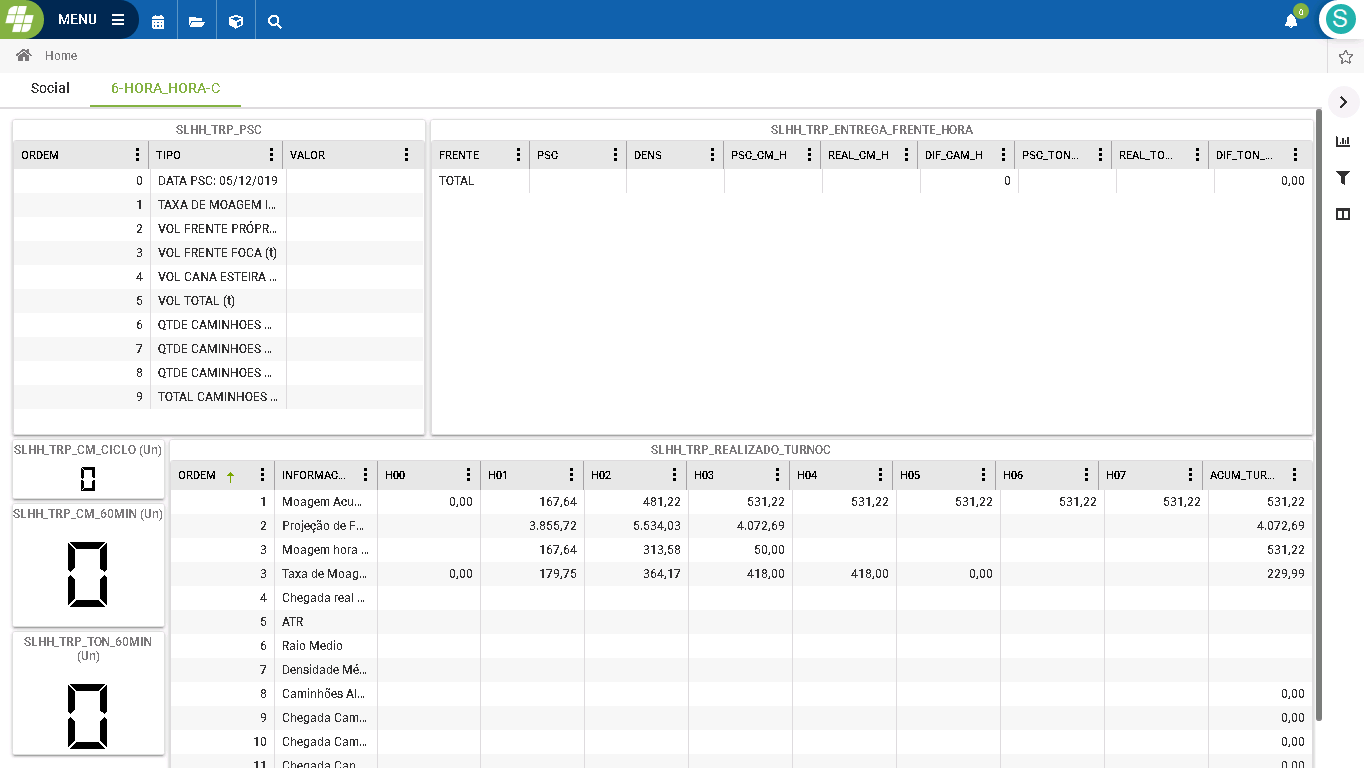 MENU
0
S
Home
Social 6-HORA_HORA-C
SLHH_TRP_PSC
ORDEM TIPO VALOR
0 DATA PSC: 05/12/019
1 TAXA DE MOAGEM I...
2 VOL FRENTE PRÓPR...
3 VOL FRENTE FOCA (t)
4 VOL CANA ESTEIRA ...
5 VOL TOTAL (t)
6 QTDE CAMINHOES ...
7 QTDE CAMINHOES ...
8 QTDE CAMINHOES ...
9 TOTAL CAMINHOES ...
SLHH_TRP_ENTREGA_FRENTE_HORA
FRENTE PSC DENS PSC_CM_H REAL_CM_H DIF_CAM_H PSC_TON... REAL_TO... DIF_TON_...
TOTAL 0 0,00
SLHH_TRP_CM_CICLO (Un)
0
SLHH_TRP_CM_60MIN (Un)
0
SLHH_TRP_TON_60MIN
(Un)
0
SLHH_TRP_REALIZADO_TURNOC
ORDEM INFORMAC... H00 H01 H02 H03 H04 H05 H06 H07 ACUM_TUR...
1 Moagem Acu... 0,00 167,64 481,22 531,22 531,22 531,22 531,22 531,22 531,22
2 Projeção de F... 3.855,72 5.534,03 4.072,69 4.072,69
3 Moagem hora ... 167,64 313,58 50,00 531,22
3 Taxa de Moag... 0,00 179,75 364,17 418,00 418,00 0,00 229,99
4 Chegada real ...
5 ATR
6 Raio Medio
7 Densidade Mé...
8 Caminhões Al... 0,00
9 Chegada Cam... 0,00
10 Chegada Cam... 0,00
11 Chegada Can... 0,00